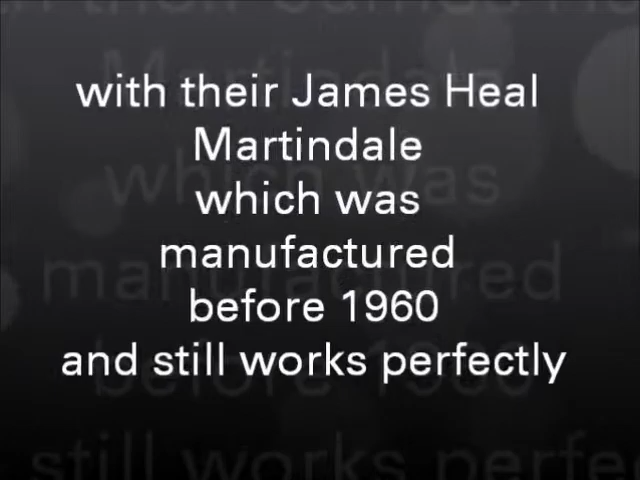 with their James Heal
Martindale
which was
manufactured
before 1960
and still works perfectly